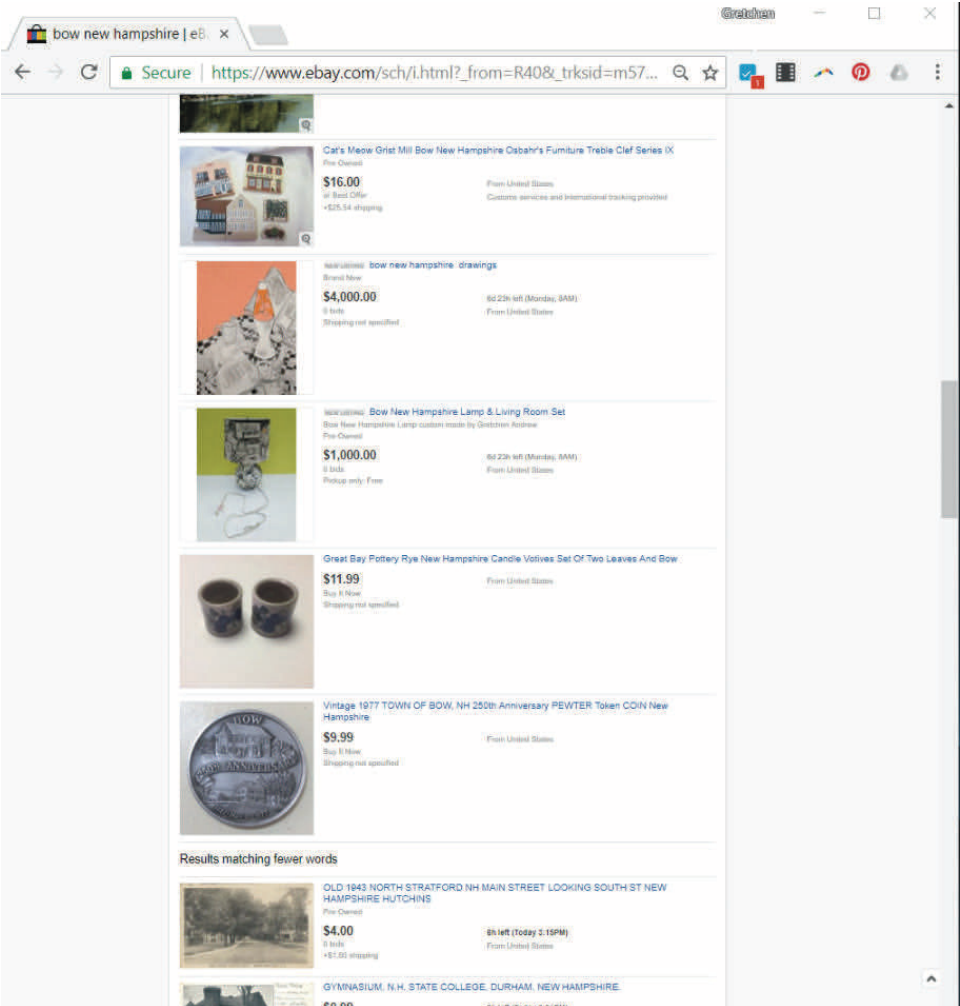 Gretchen
bow new hampshire | eB
Secure | https://www.ebay.com/sch/i.html?_from=R40&_trksid=m57...
1
Cat's Meow Grist Mill Bow New Hampshire Osbahr's Furniture Treble Clef Series IX
Pre-Owned
$16.00
or Best Offer
+$25.54 shipping
From United States
Customs services and international tracking provided
NEW LISTING bow new hampshire drawings
Brand New
$4,000.00
0 bids
Shipping not specified
6d 23h left (Monday, 8AM)
From United States
NEW LISTING Bow New Hampshire Lamp & Living Room Set
Bow New Hampshire Lamp custom made by Gretchen Andrew
Pre-Owned
$1,000.00
0 bids
Pickup only: Free
6d 23h left (Monday, 8AM)
From United States
Great Bay Pottery Rye New Hampshire Candle Votives Set Of Two Leaves And Bow
$11.99
Buy It Now
Shipping not specified
From United States
BOW
250th ANNIVERSARY
Vintage 1977 TOWN OF BOW, NH 250th Anniversary PEWTER Token COIN New
Hampshire
$9.99
Buy It Now
Shipping not specified
From United States
Results matching fewer words
OLD 1943 NORTH STRATFORD NH MAIN STREET LOOKING SOUTH ST NEW
HAMPSHIRE HUTCHINS
Pre-Owned
$4.00
0 bids
+$1.00 shipping
6h left (Today 3:15PM)
From United States
GYMNASIUM, N.H. STATE COLLEGE, DURHAM, NEW HAMPSHIRE.